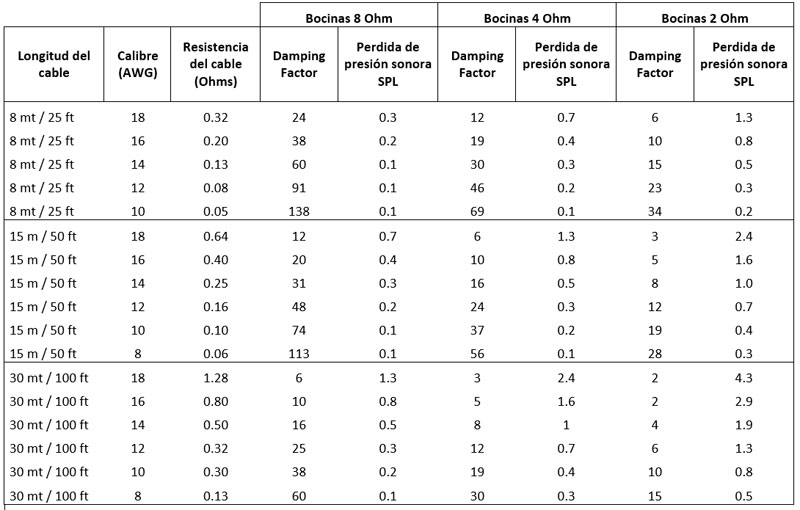 Bocinas 8 Ohm Bocinas 4 Ohm Bocinas 2 Ohm
Longitud del cable Calibre (AWG) Resistencia del cable (Ohms) Damping Factor Perdida de presión sonora SPL Damping Factor Perdida de presión sonora SPL Damping Factor Perdida de presión sonora SPL
8 mt / 25 ft 18 0.32 24 0.3 12 0.7 6 1.3
8 mt / 25 ft 16 0.20 38 0.2 19 0.4 10 0.8
8 mt / 25 ft 14 0.13 60 0.1 30 0.3 15 0.5
8 mt / 25 ft 12 0.08 91 0.1 46 0.2 23 0.3
8 mt / 25 ft 10 0.05 138 0.1 69 0.1 34 0.2
15 m / 50 ft 18 0.64 12 0.7 6 1.3 3 2.4
15 m / 50 ft 16 0.40 20 0.4 10 0.8 5 1.6
15 m / 50 ft 14 0.25 31 0.3 16 0.5 8 1.0
15 m / 50 ft 12 0.16 48 0.2 24 0.3 12 0.7
15 m / 50 ft 10 0.10 74 0.1 37 0.2 19 0.4
15 m / 50 ft 8 0.06 113 0.1 56 0.1 28 0.3
30 mt / 100 ft 18 1.28 6 1.3 3 2.4 2 4.3
30 mt / 100 ft 16 0.80 10 0.8 5 1.6 2 2.9
30 mt / 100 ft 14 0.50 16 0.5 8 1 4 1.9
30 mt / 100 ft 12 0.32 25 0.3 12 0.7 6 1.3
30 mt / 100 ft 10 0.30 38 0.2 19 0.4 10 0.8
30 mt / 100 ft 8 0.13 60 0.1 30 0.3 15 0.5